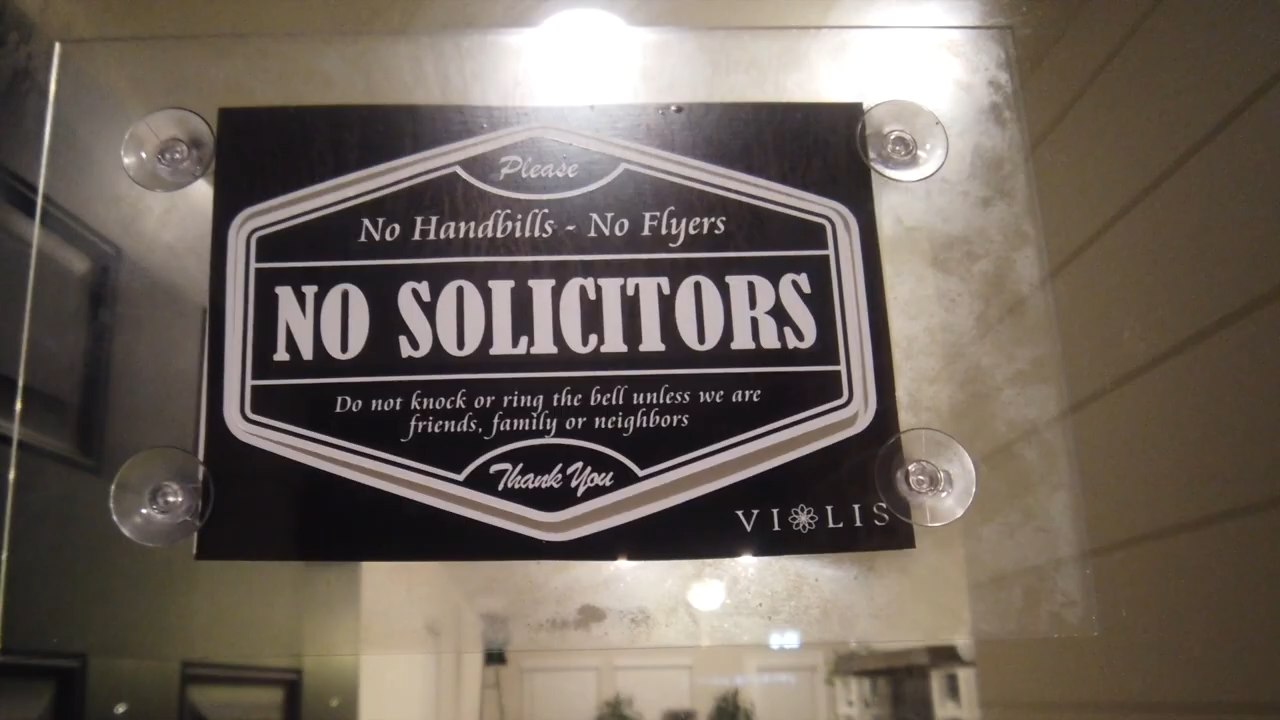 Please
No Handbills - No Flyers
NO SOLICITORS
Do not knock or ring the bell unless we are
friends, family or neighbors
Thank You
VIOLIS